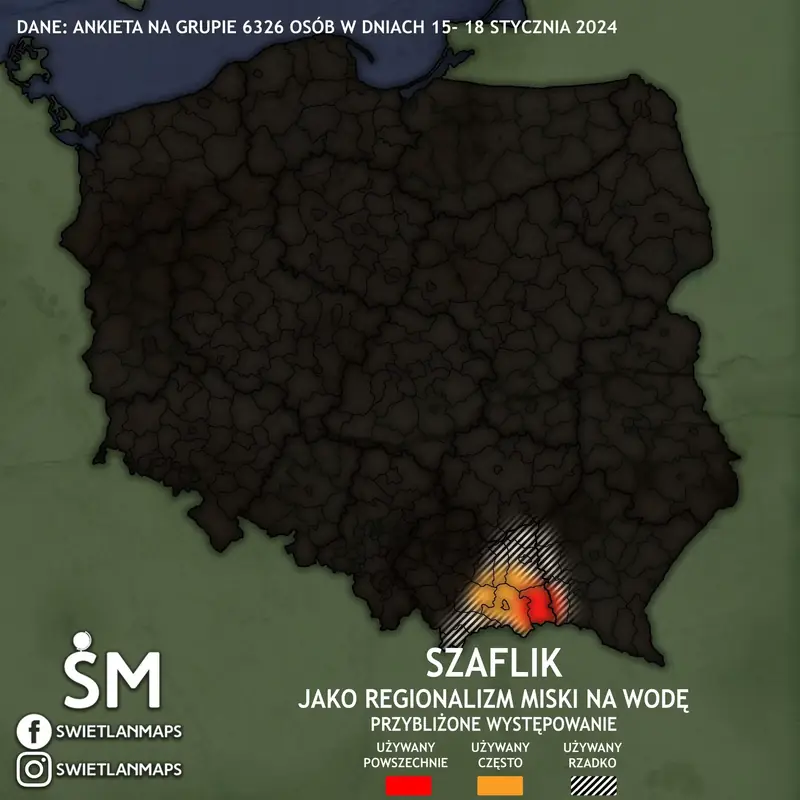 DANE: ANKIETA NA GRUPIE 6326 OSÓB W DNIACH 15- 18 STYCZNIA 2024
SZAFLIK
JAKO REGIONALIZM MISKI NA WODĘ
PRZYBLIŻONE WYSTĘPOWANIE
UŻYWANY POWSZECHNIE
UŻYWANY CZĘSTO
UŻYWANY RZADKO
ŚM
SWIETLANMAPS
SWIETLANMAPS